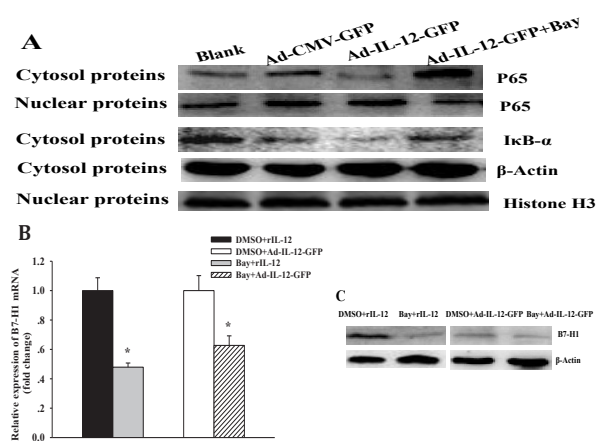 A
Blank Ad-CMV-GFP Ad-IL-12-GFP Ad-IL-12-GFP+Bay
Cytosol proteins P65
Nuclear proteins P65
Cytosol proteins IκB-α
Cytosol proteins β-Actin
Nuclear proteins Histone H3
B
DMSO+rIL-12
DMSO+Ad-IL-12-GFP
Bay+rIL-12
Bay+Ad-IL-12-GFP
Relative expression of B7-H1 mRNA
(fold change)
1.2
1.0
.8
.6
.4
.2
.0
*
*
C
DMSO+rIL-12 Bay+rIL-12 DMSO+Ad-IL-12-GFP Bay+Ad-IL-12-GFP
B7-H1
β-Actin